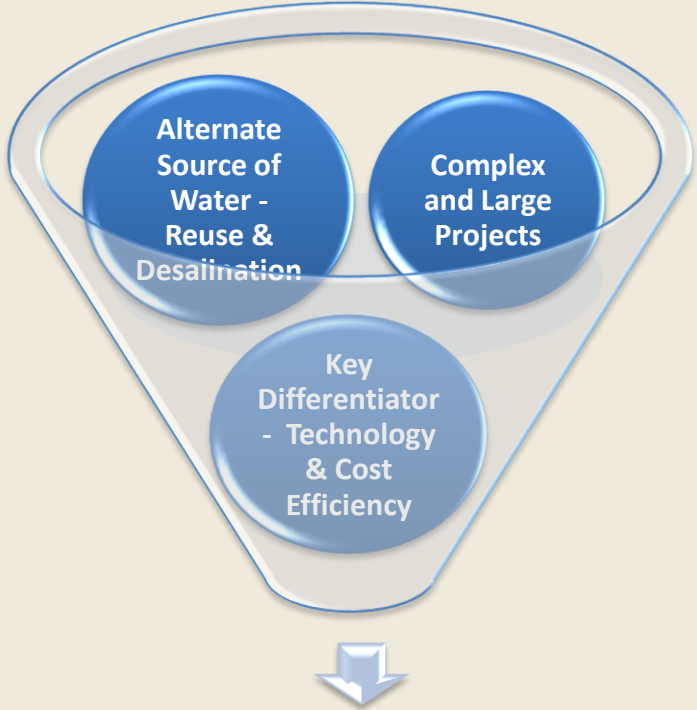 Alternate
Source of
Water -
Reuse &
Desalination
Complex
and Large
Projects
Key
Differentiator
- Technology
& Cost
Efficiency